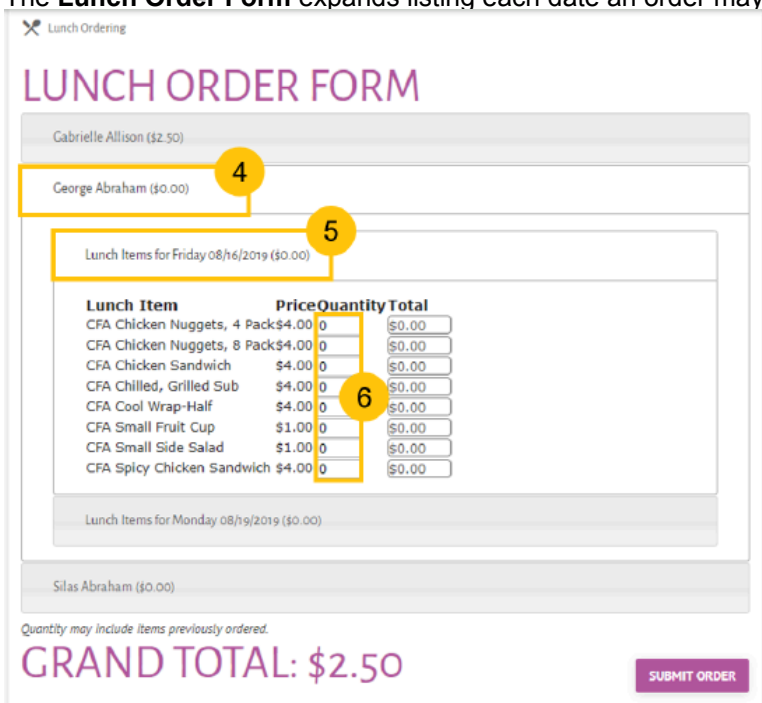 The Lunch Order Form expands listing each date an order may
Lunch Ordering
LUNCH ORDER FORM
Gabrielle Allison ($2.50)
4
George Abraham ($0.00)
5
Lunch Items for Friday 08/16/2019 ($0.00)
Lunch Item Price Quantity Total
CFA Chicken Nuggets, 4 Pack $4.00 0 $0.00
CFA Chicken Nuggets, 8 Pack $4.00 0 $0.00
CFA Chicken Sandwich $4.00 0 $0.00
CFA Chilled, Grilled Sub $4.00 0 $0.00
6
CFA Cool Wrap-Half $4.00 0 $0.00
CFA Small Fruit Cup $1.00 0 $0.00
CFA Small Side Salad $1.00 0 $0.00
CFA Spicy Chicken Sandwich $4.00 0 $0.00
Lunch Items for Monday 08/19/2019 ($0.00)
Silas Abraham ($0.00)
Quantity may include items previously ordered.
GRAND TOTAL: $2.50
SUBMIT ORDER